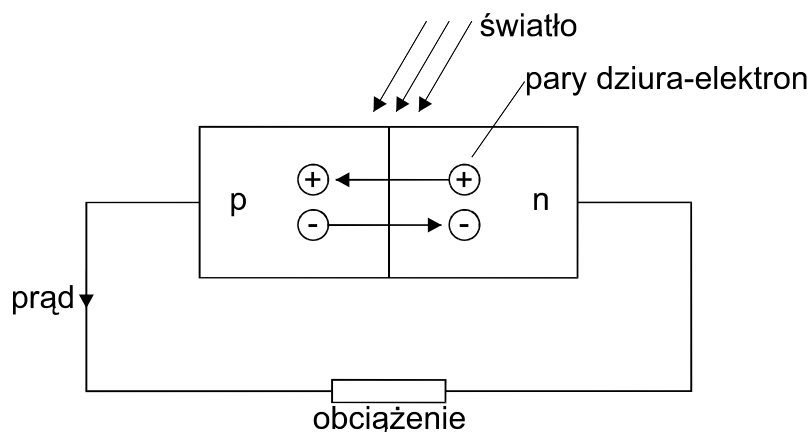 światło
pary dziura-elektron
+ +
p n
- -
prąd
obciążenie